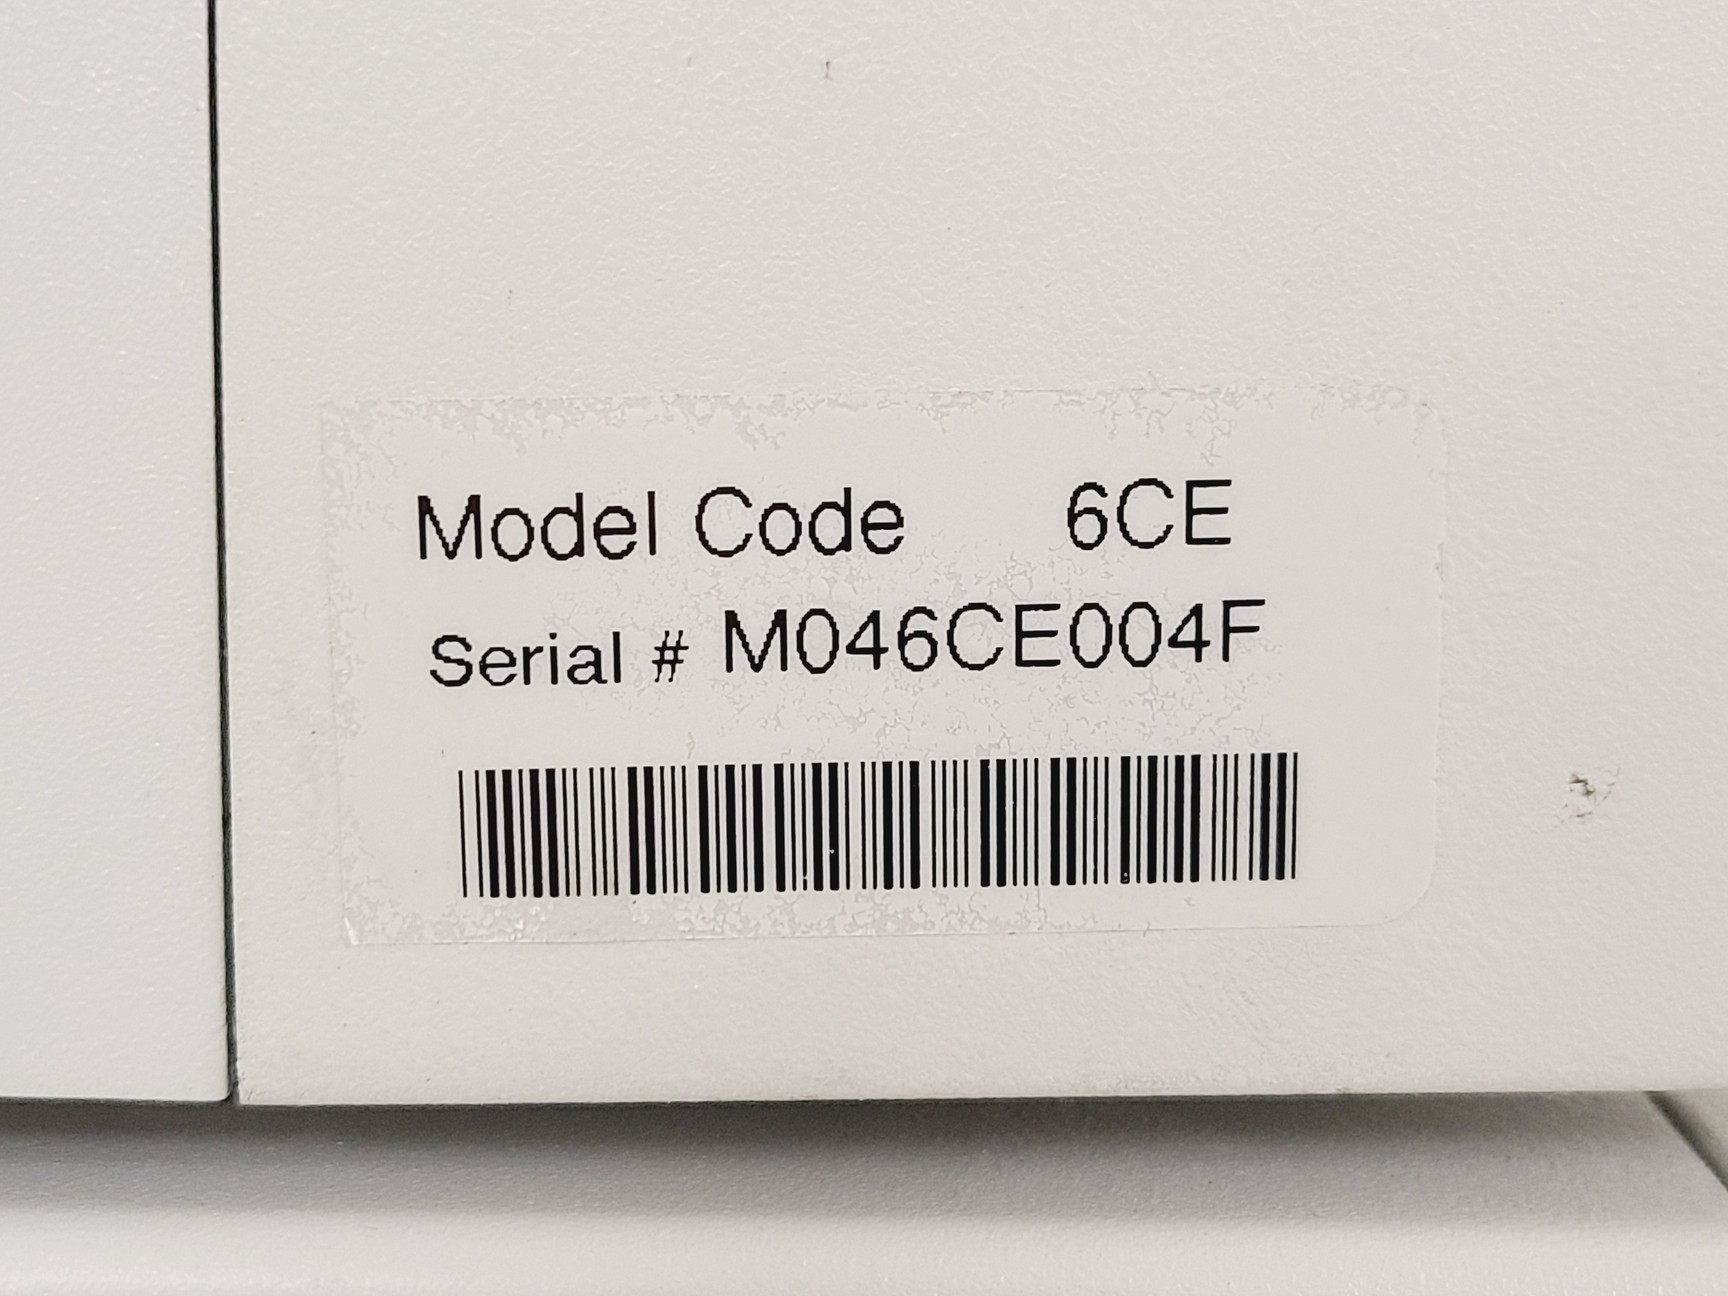 Model Code 6CE
Serial # M046CE004F